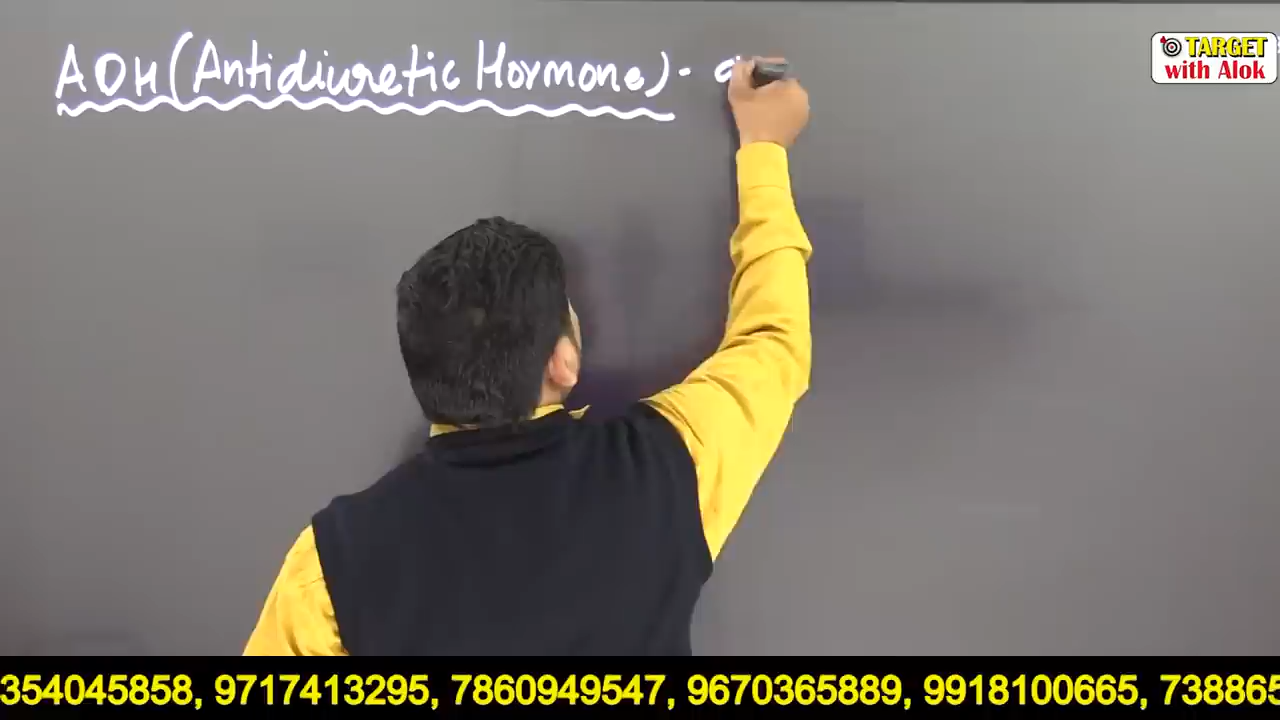 ADH (Antidiuretic Hormone) -
TARGET
with Alok
354045858, 9717413295, 7860949547, 9670365889, 9918100665, 738865